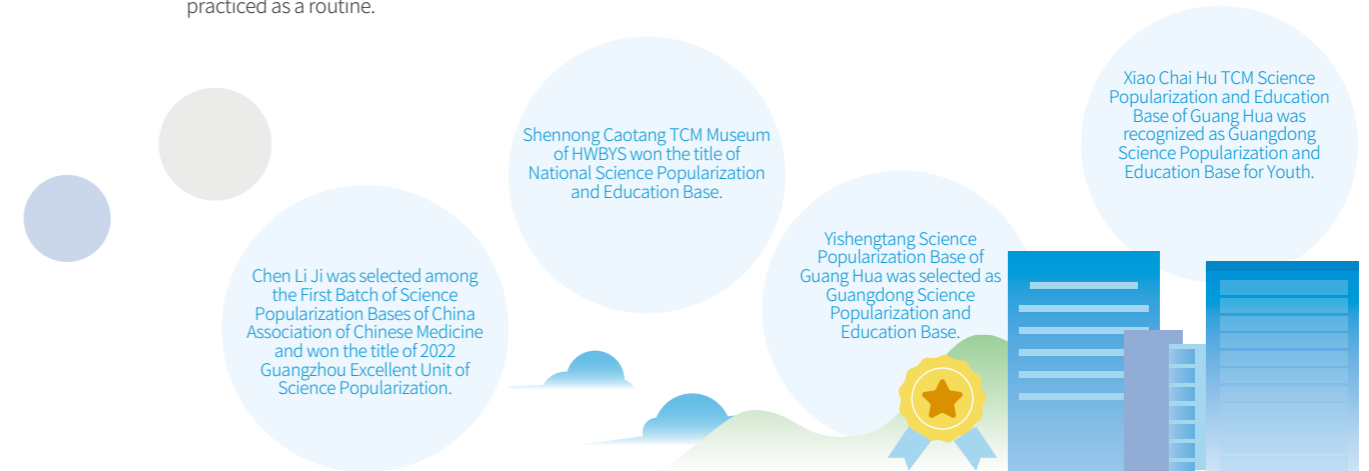 practiced as a routine.
Chen Li Ji was selected among
the First Batch of Science
Popularization Bases of China
Association of Chinese Medicine
and won the title of 2022
Guangzhou Excellent Unit of
Science Popularization.
Shennong Caotang TCM Museum
of HWBYS won the title of
National Science Popularization
and Education Base.
Yishengtang Science
Popularization Base of
Guang Hua was selected as
Guangdong Science
Popularization and
Education Base.
Xiao Chai Hu TCM Science
Popularization and Education
Base of Guang Hua was
recognized as Guangdong
Science Popularization and
Education Base for Youth.